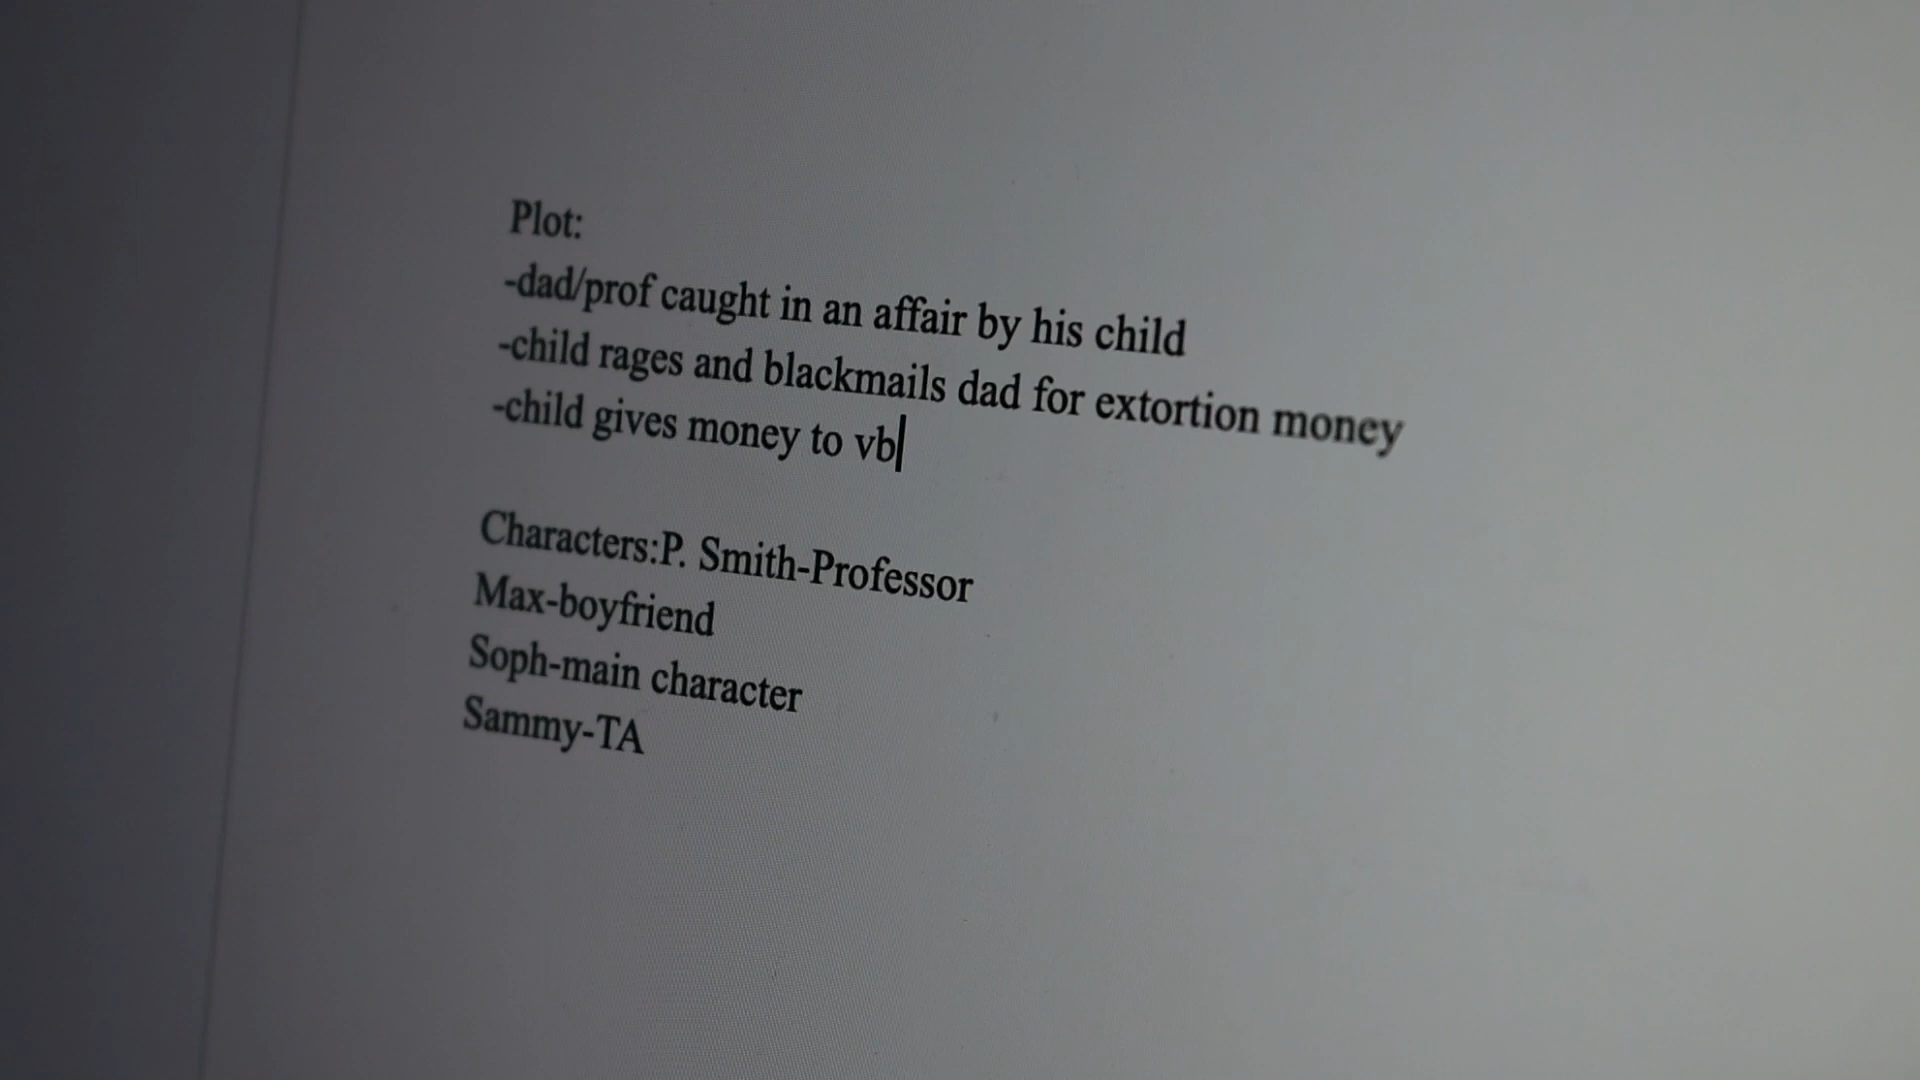 Plot:
-dad/prof caught in an affair by his child
-child rages and blackmails dad for extortion money
-child gives money to vb
Characters:P. Smith-Professor
Max-boyfriend
Soph-main character
Sammy-TA